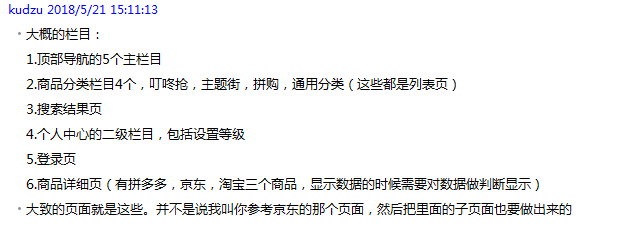 kudzu 2018/5/21 15:11:13
• 大概的栏目：
1.顶部导航的5个主栏目
2.商品分类栏目4个，叮咚抢，主题街，拼购，通用分类（这些都是列表页）
3.搜索结果页
4.个人中心的二级栏目，包括设置等级
5.登录页
6.商品详细页（有拼多多，京东，淘宝三个商品，显示数据的时候需要对数据做判断显示）
• 大致的页面就是这些。并不是说我叫你参考京东的那个页面，然后把里面的子页面也要做出来的